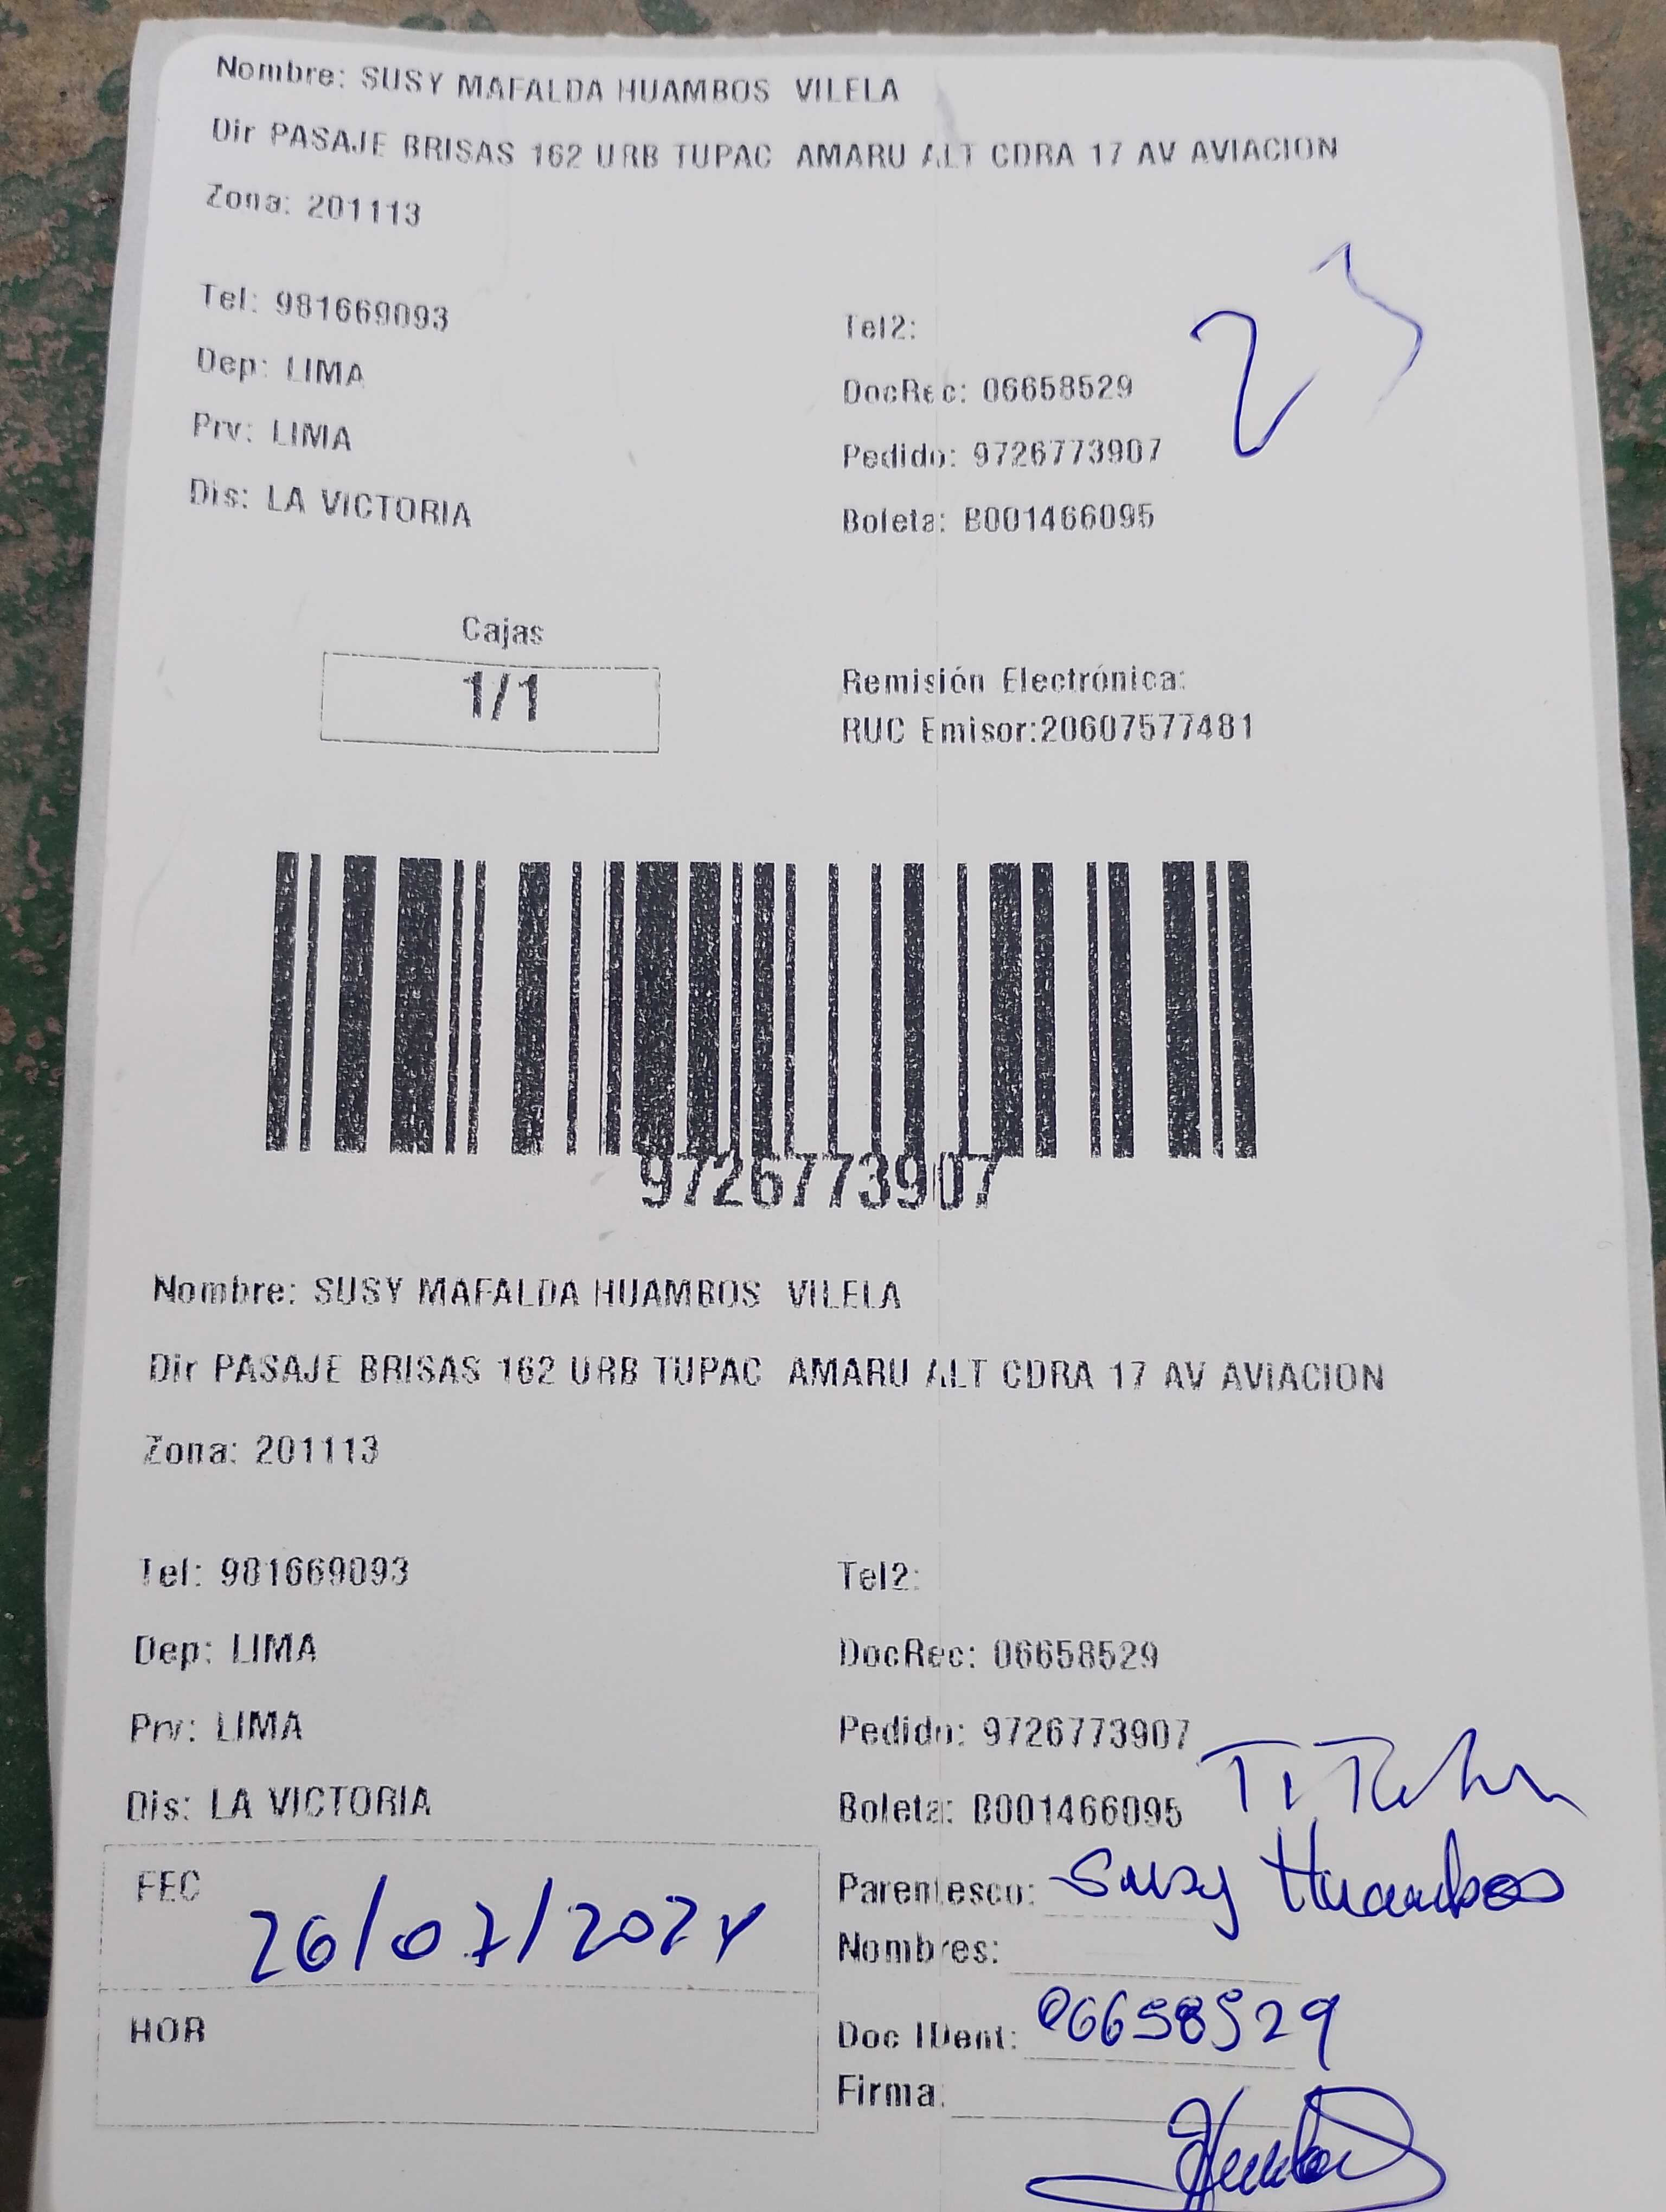 Nombre: SUSY MAFALDA HUAMBOS VILELA
Dir PASAJE BRISAS 162 URB TUPAC AMARU ALT CDRA 17 AV AVIACION
Zona: 201113
Tel: 981669093
Tel2:
Dep: LIMA
DocRec: 06658529
Prv: LIMA
Pedido: 9726773907
Dis: LA VICTORIA
Boleta: B001466095
23
Cajas
1/1
Remisión Electrónica:
RUC Emisor:20607577481
9726773907
Nombre: SUSY MAFALDA HUAMBOS VILELA
Dir PASAJE BRISAS 162 URB TUPAC AMARU ALT CDRA 17 AV AVIACION
Zona: 201113
Tel: 981669093
Tel2:
Dep: LIMA
DocRec: 06658529
Prv: LIMA
Pedido: 9726773907
Dis: LA VICTORIA
Boleta: B001466095
FEC 26/07/2024
Parentesco: Susy Huambos
Nombres:
HOR
Doc IDent: 06658529
Firma: